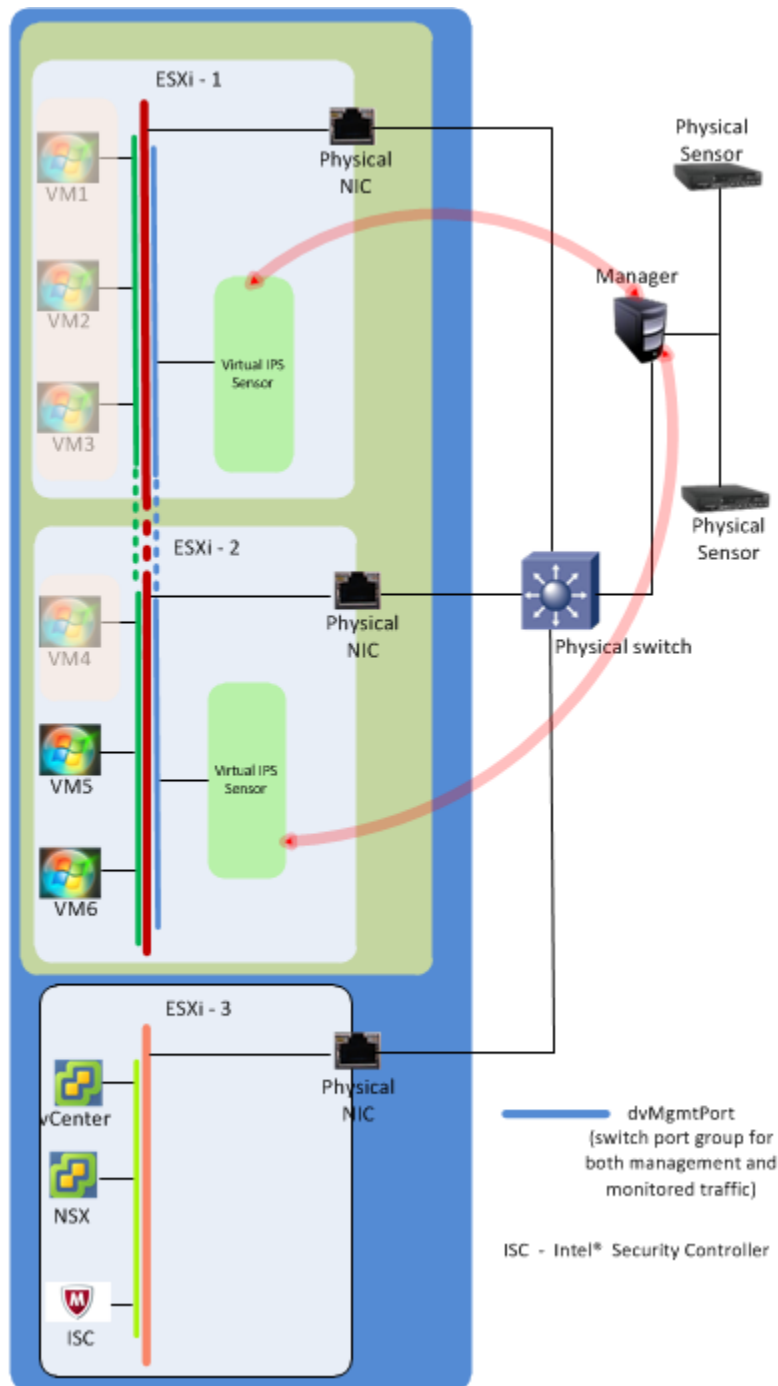 ESXi - 1
VM1
VM2
VM3
Physical
NIC
Virtual IPS
Sensor
Physical
Sensor
Manager
Physical
Sensor
ESXi - 2
VM4
VM5
VM6
Physical
NIC
Virtual IPS
Sensor
Physical switch
ESXi - 3
vCenter
NSX
M
ISC
Physical
NIC
dvMgmtPort
(switch port group for
both management and
monitored traffic)
ISC - Intel® Security Controller